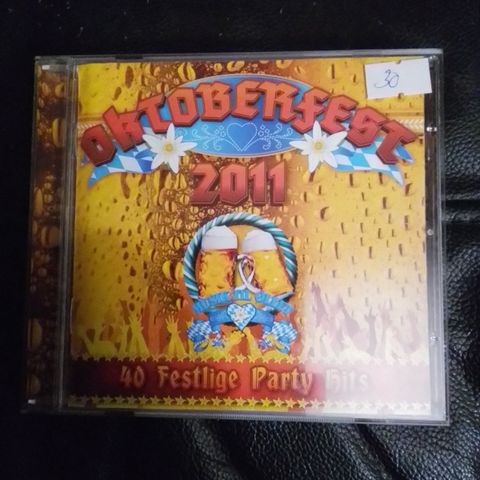 30
OKTOBERFEST
2011
40 Festlige Party Hits